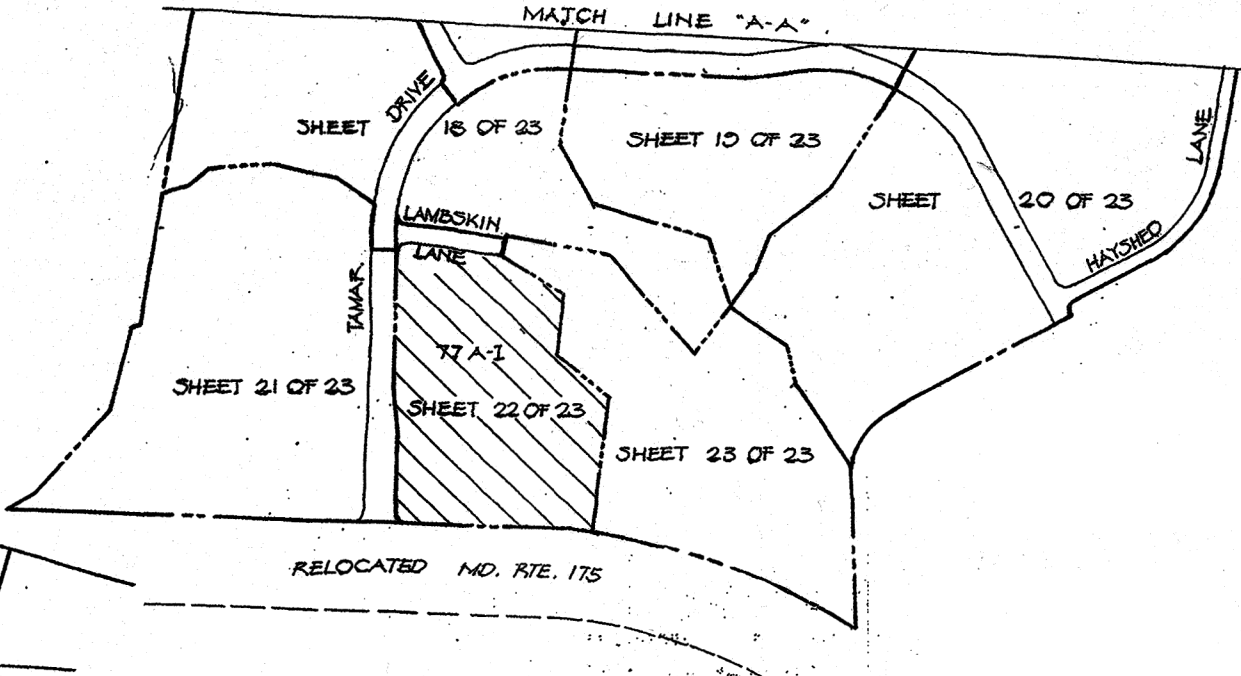 MATCH LINE "A-A"
SHEET 18 OF 23
DRIVE
SHEET 19 OF 23
SHEET 20 OF 23
LANE
HAYSHED
LAMBSKIN
LANE
TAMAR
77 A-I
SHEET 21 OF 23
SHEET 22 OF 23
SHEET 23 OF 23
RELOCATED MD. RTE. 175